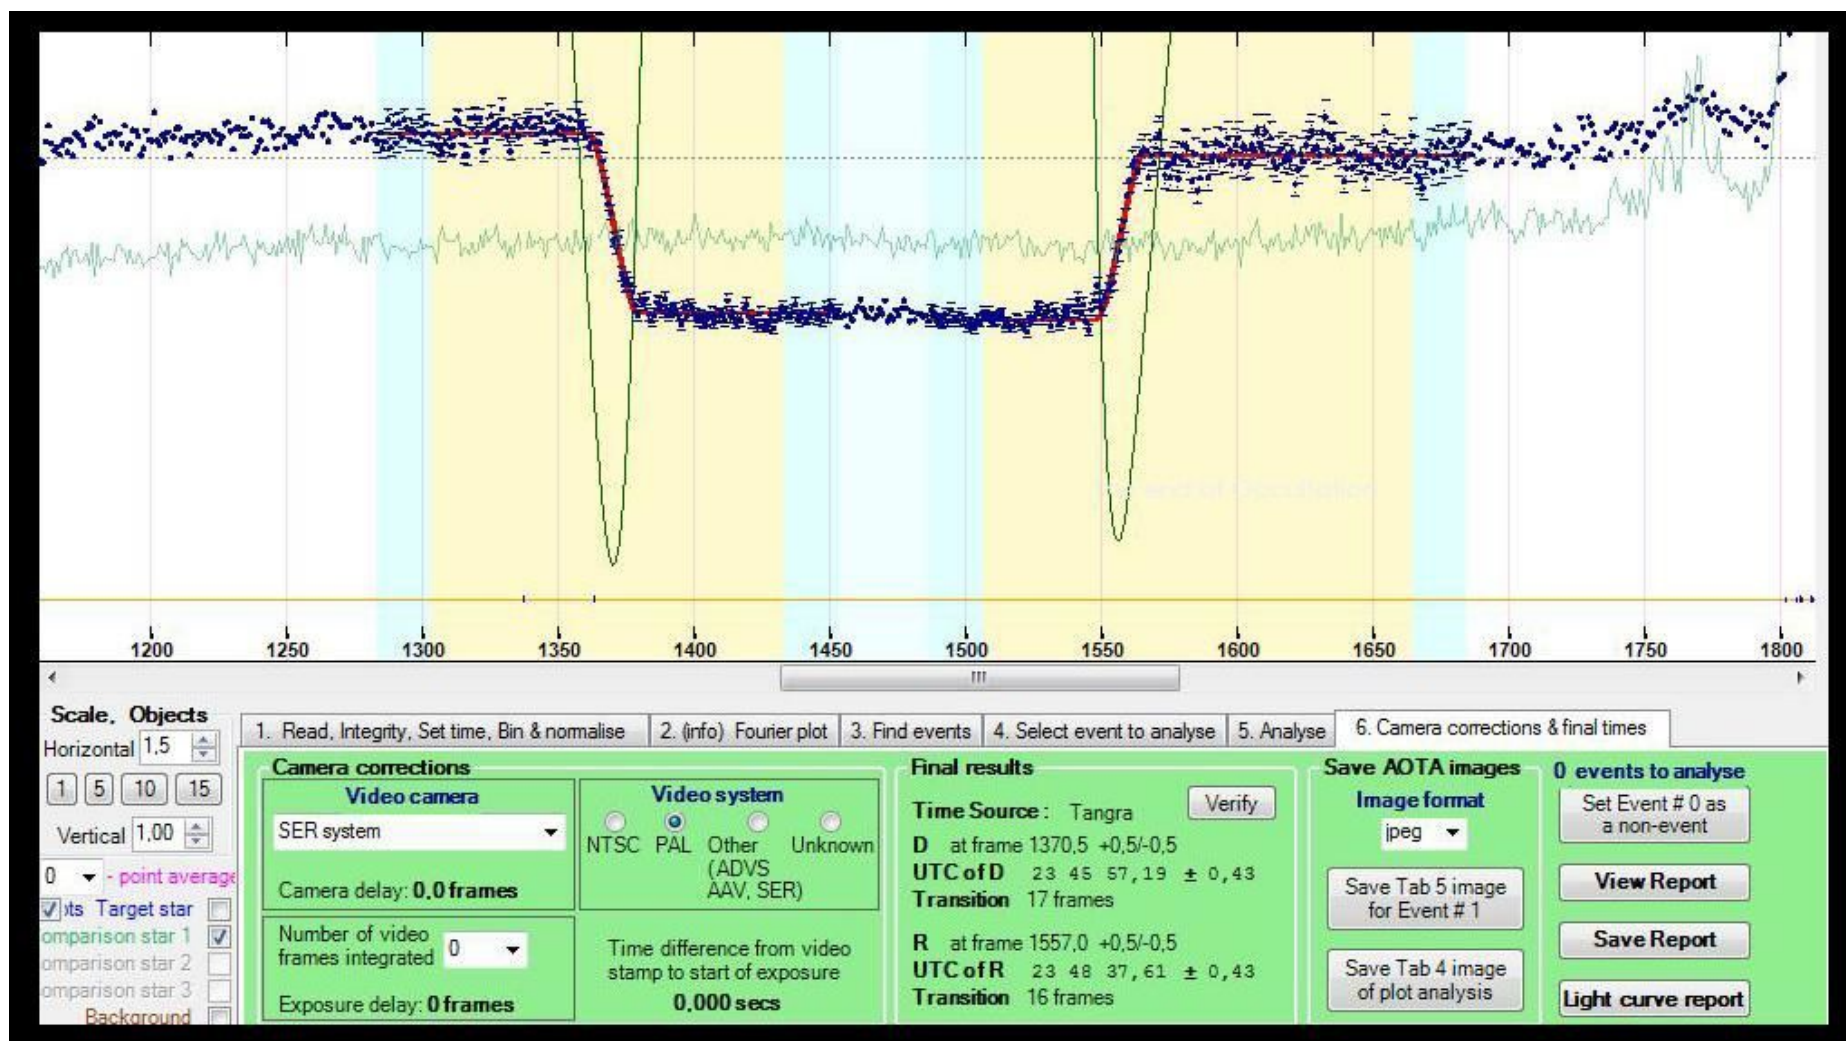 1200 1250 1300 1350 1400 1450 1500 1550 1600 1650 1700 1750 1800
Scale, Objects
Horizontal 1,5
1 5 10 15
Vertical 1,00
0 - point average
ts Target star
omparison star 1
omparison star 2
omparison star 3
Background
1. Read, Integrity, Set time, Bin & normalise
2. (info) Fourier plot
3. Find events
4. Select event to analyse
5. Analyse
6. Camera corrections & final times
Camera corrections
Video camera
SER system
Camera delay: 0,0 frames
Number of video
frames integrated 0
Exposure delay: 0 frames
Video system
NTSC PAL Other Unknown
(ADVS
AAV, SER)
Time difference from video
stamp to start of exposure
0,000 secs
Final results
Time Source : Tangra
Verify
D at frame 1370,5 +0,5/-0,5
UTC of D 23 45 57,19 ± 0,43
Transition 17 frames
R at frame 1557,0 +0,5/-0,5
UTC of R 23 48 37,61 ± 0,43
Transition 16 frames
Save AOTA images
Image format
jpeg
Save Tab 5 image
for Event # 1
Save Tab 4 image
of plot analysis
0 events to analyse
Set Event # 0 as
a non-event
View Report
Save Report
Light curve report